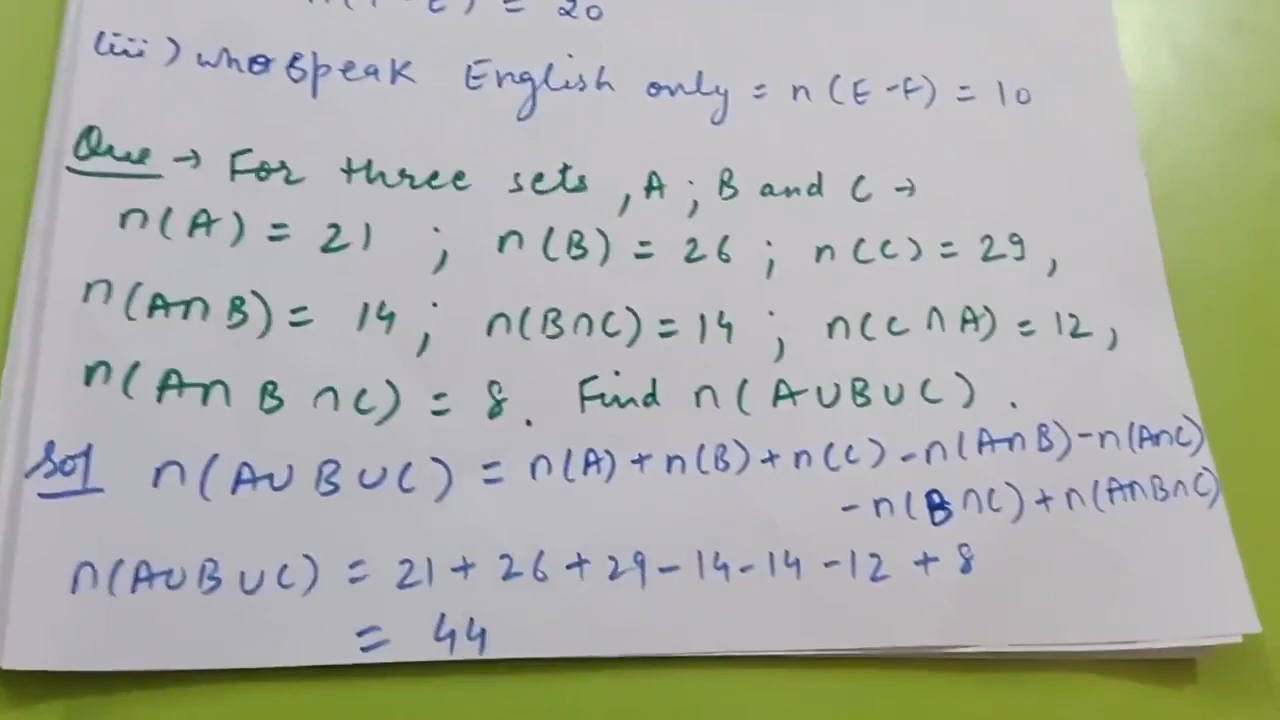 = 20
(iii) who speak English only = n(E-F) = 10
Que → For three sets, A; B and C →
n(A) = 21 ; n(B) = 26 ; n(C) = 29,
n(A∩B) = 14; n(B∩C) = 14 ; n(C∩A) = 12,
n(A∩B∩C) = 8. Find n(A∪B∪C).
Sol n(A∪B∪C) = n(A) + n(B) + n(C) - n(A∩B) - n(A∩C)
- n(B∩C) + n(A∩B∩C)
n(A∪B∪C) = 21 + 26 + 29 - 14 - 14 - 12 + 8
= 44